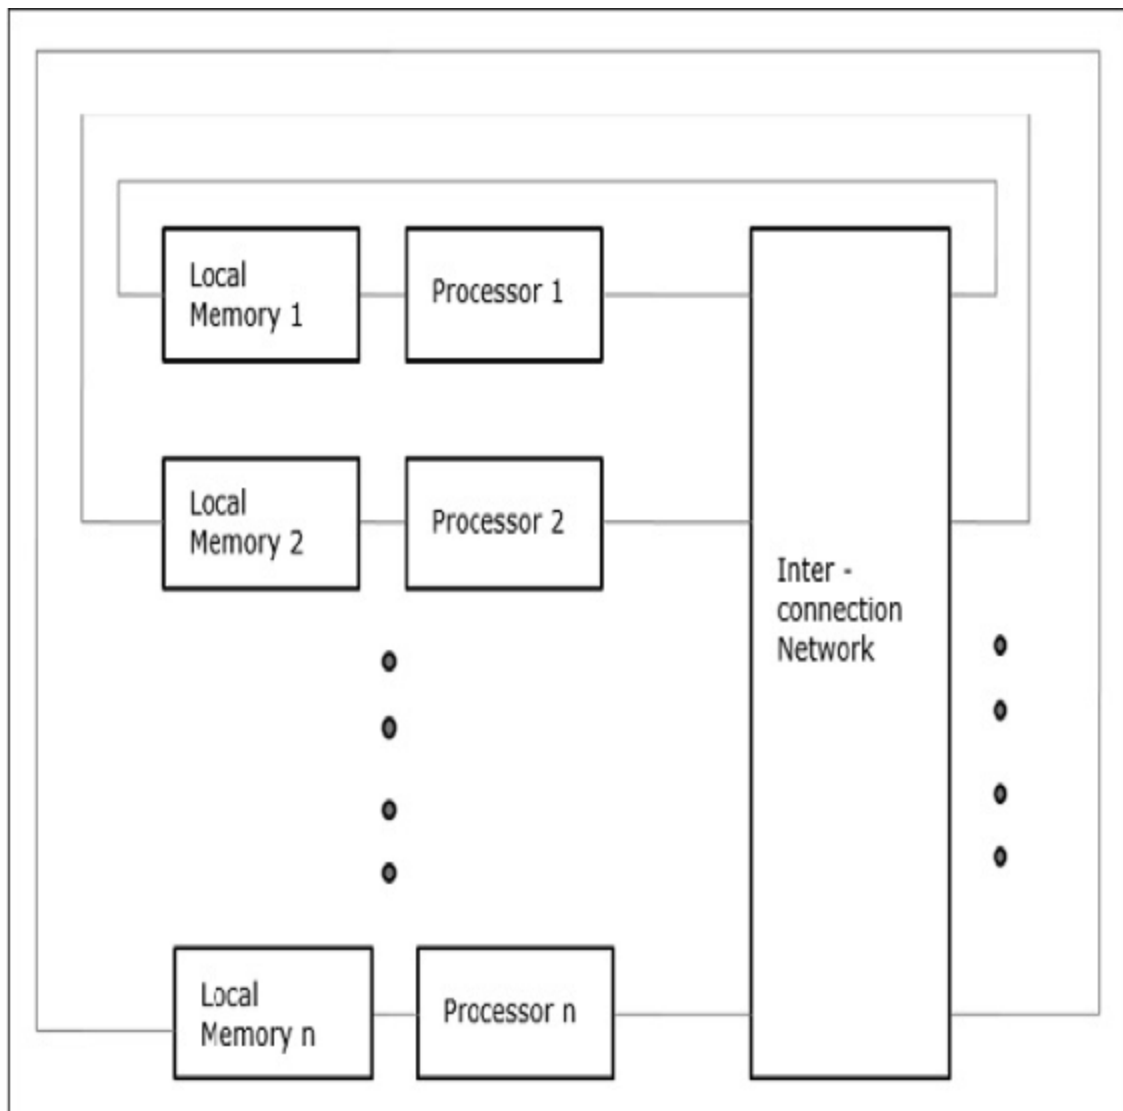 Local
Memory 1
Processor 1
Local
Memory 2
Processor 2
Inter -
connection
Network
Local
Memory n
Processor n